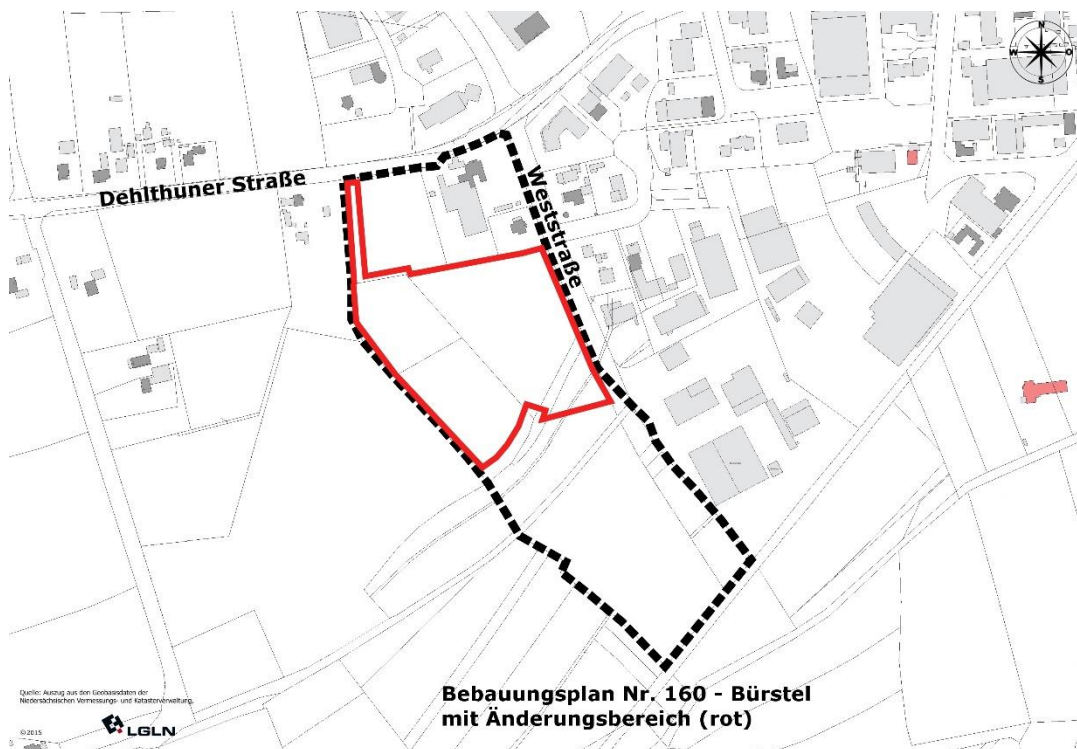 N
W O
S
Dehlthuner Straße
Weststraße
Bebauungsplan Nr. 160 - Bürstel
mit Änderungsbereich (rot)
Quelle: Auszug aus den Geobasisdaten der
Niedersächsischen Vermessungs- und Katasterverwaltung,
©2015
LGLN
3